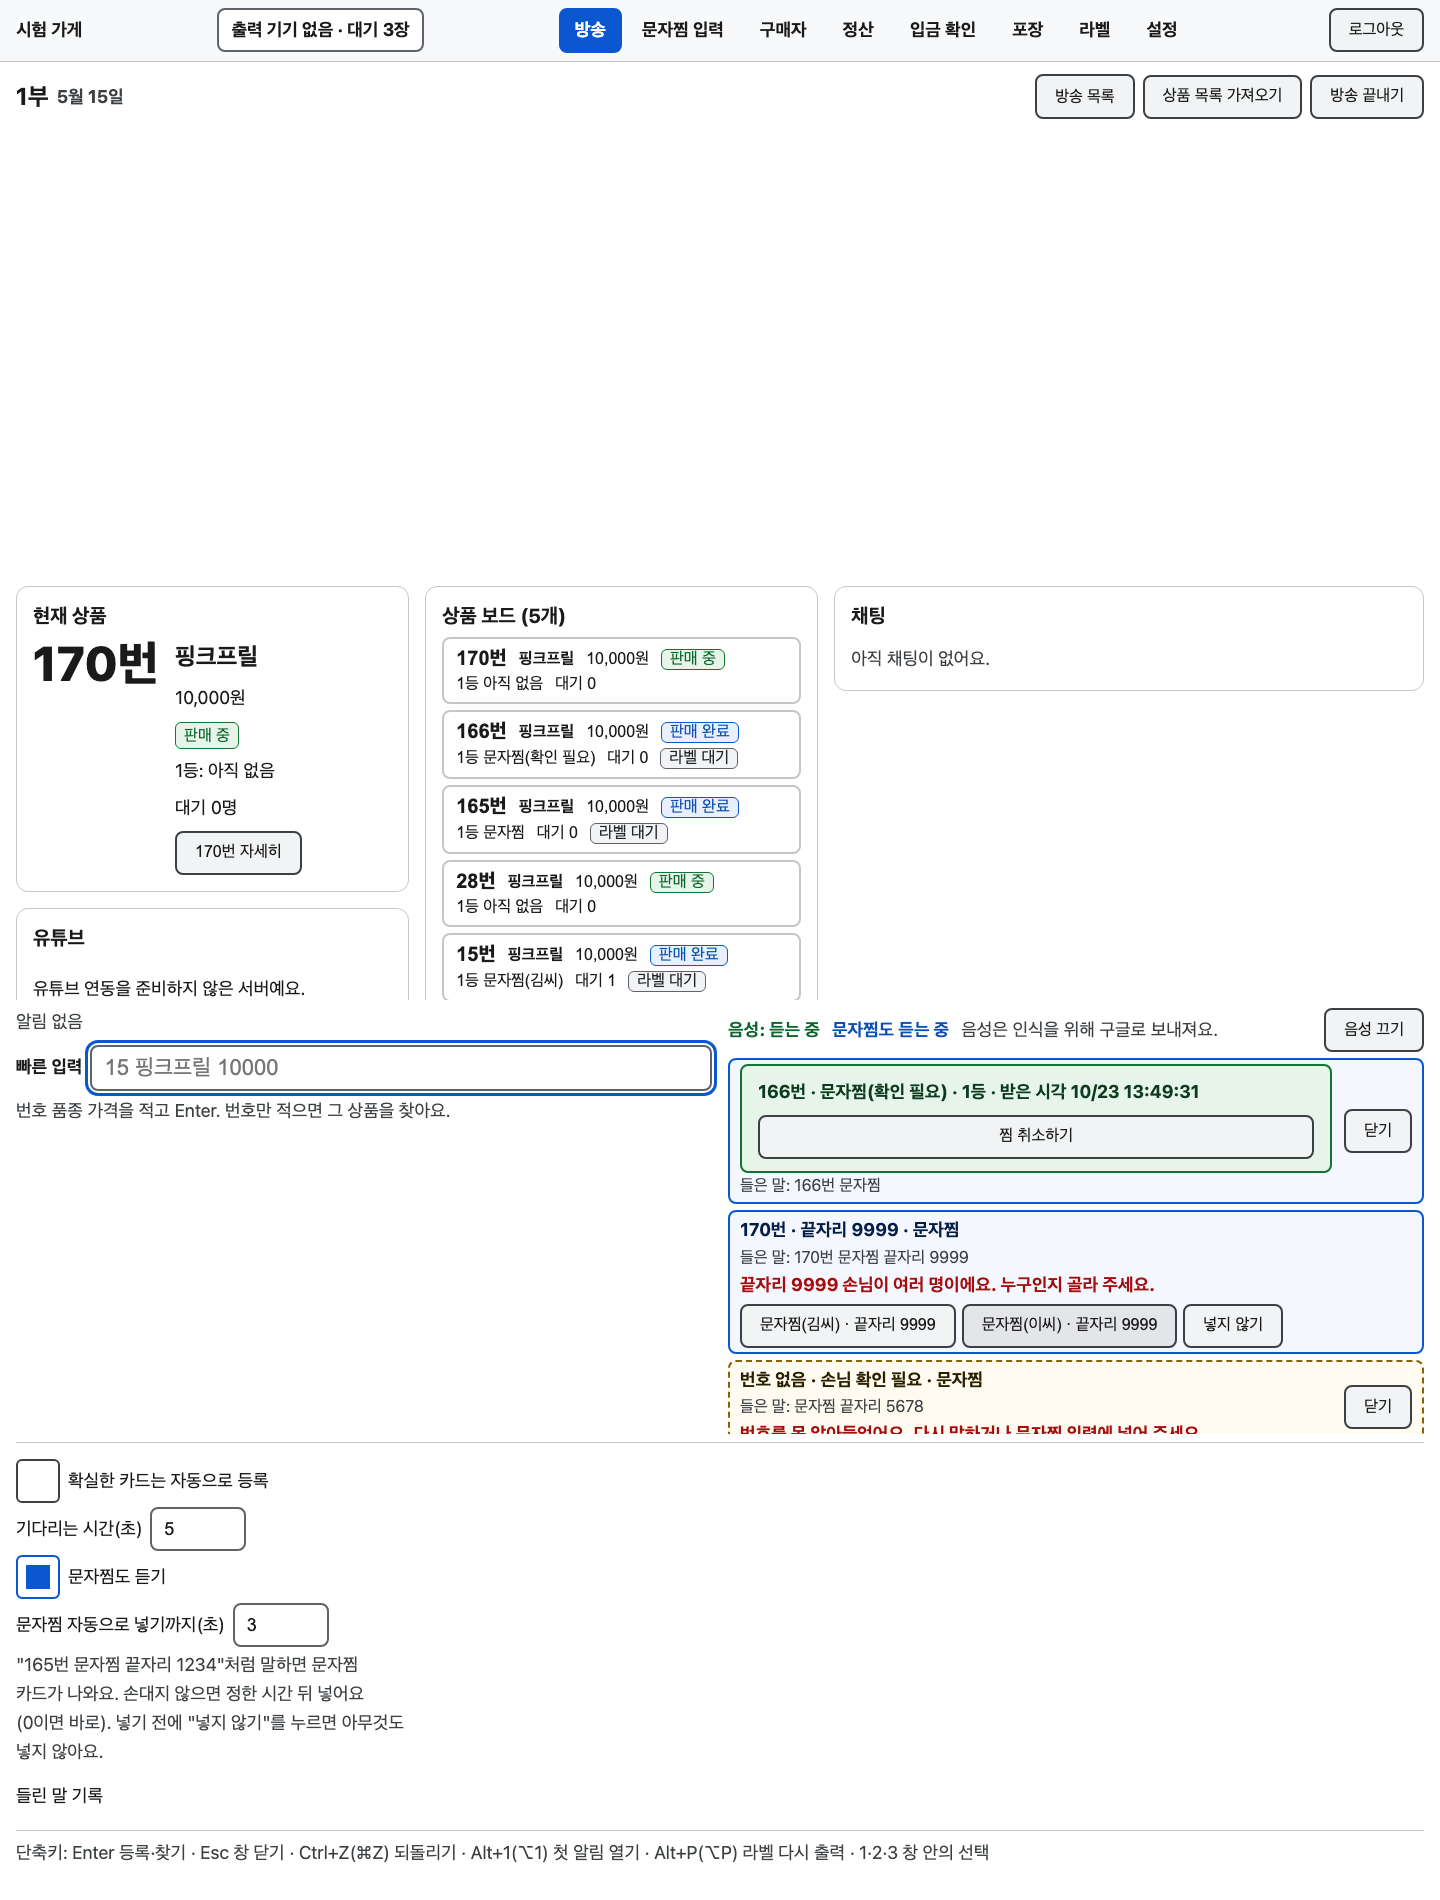 시험 가게
출력 기기 없음 · 대기 3장
방송
문자찜 입력
구매자
정산
입금 확인
포장
라벨
설정
로그아웃
1부 5월 15일
방송 목록
상품 목록 가져오기
방송 끝내기
현재 상품
170번
핑크프릴
10,000원
판매 중
1등: 아직 없음
대기 0명
170번 자세히
유튜브
유튜브 연동을 준비하지 않은 서버예요.
상품 보드 (5개)
170번 핑크프릴 10,000원 판매 중
1등 아직 없음 대기 0
166번 핑크프릴 10,000원 판매 완료
1등 문자찜(확인 필요) 대기 0 라벨 대기
165번 핑크프릴 10,000원 판매 완료
1등 문자찜 대기 0 라벨 대기
28번 핑크프릴 10,000원 판매 중
1등 아직 없음 대기 0
15번 핑크프릴 10,000원 판매 완료
1등 문자찜(김씨) 대기 1 라벨 대기
채팅
아직 채팅이 없어요.
알림 없음
빠른 입력
15 핑크프릴 10000
번호 품종 가격을 적고 Enter. 번호만 적으면 그 상품을 찾아요.
음성: 듣는 중 문자찜도 듣는 중 음성은 인식을 위해 구글로 보내져요.
음성 끄기
166번 · 문자찜(확인 필요) · 1등 · 받은 시각 10/23 13:49:31
찜 취소하기
닫기
들은 말: 166번 문자찜
170번 · 끝자리 9999 · 문자찜
들은 말: 170번 문자찜 끝자리 9999
끝자리 9999 손님이 여러 명이에요. 누구인지 골라 주세요.
문자찜(김씨) · 끝자리 9999
문자찜(이씨) · 끝자리 9999
넣지 않기
번호 없음 · 손님 확인 필요 · 문자찜
들은 말: 문자찜 끝자리 5678
번호를 못 알아들었어요. 다시 말하거나 문자찜 입력에 넣어 주세요.
닫기
확실한 카드는 자동으로 등록
기다리는 시간(초) 5
문자찜도 듣기
문자찜 자동으로 넣기까지(초) 3
"165번 문자찜 끝자리 1234"처럼 말하면 문자찜
카드가 나와요. 손대지 않으면 정한 시간 뒤 넣어요
(0이면 바로). 넣기 전에 "넣지 않기"를 누르면 아무것도
넣지 않아요.
들린 말 기록
단축키: Enter 등록·찾기 · Esc 창 닫기 · Ctrl+Z(⌘Z) 되돌리기 · Alt+1(⌥1) 첫 알림 열기 · Alt+P(⌥P) 라벨 다시 출력 · 1·2·3 창 안의 선택